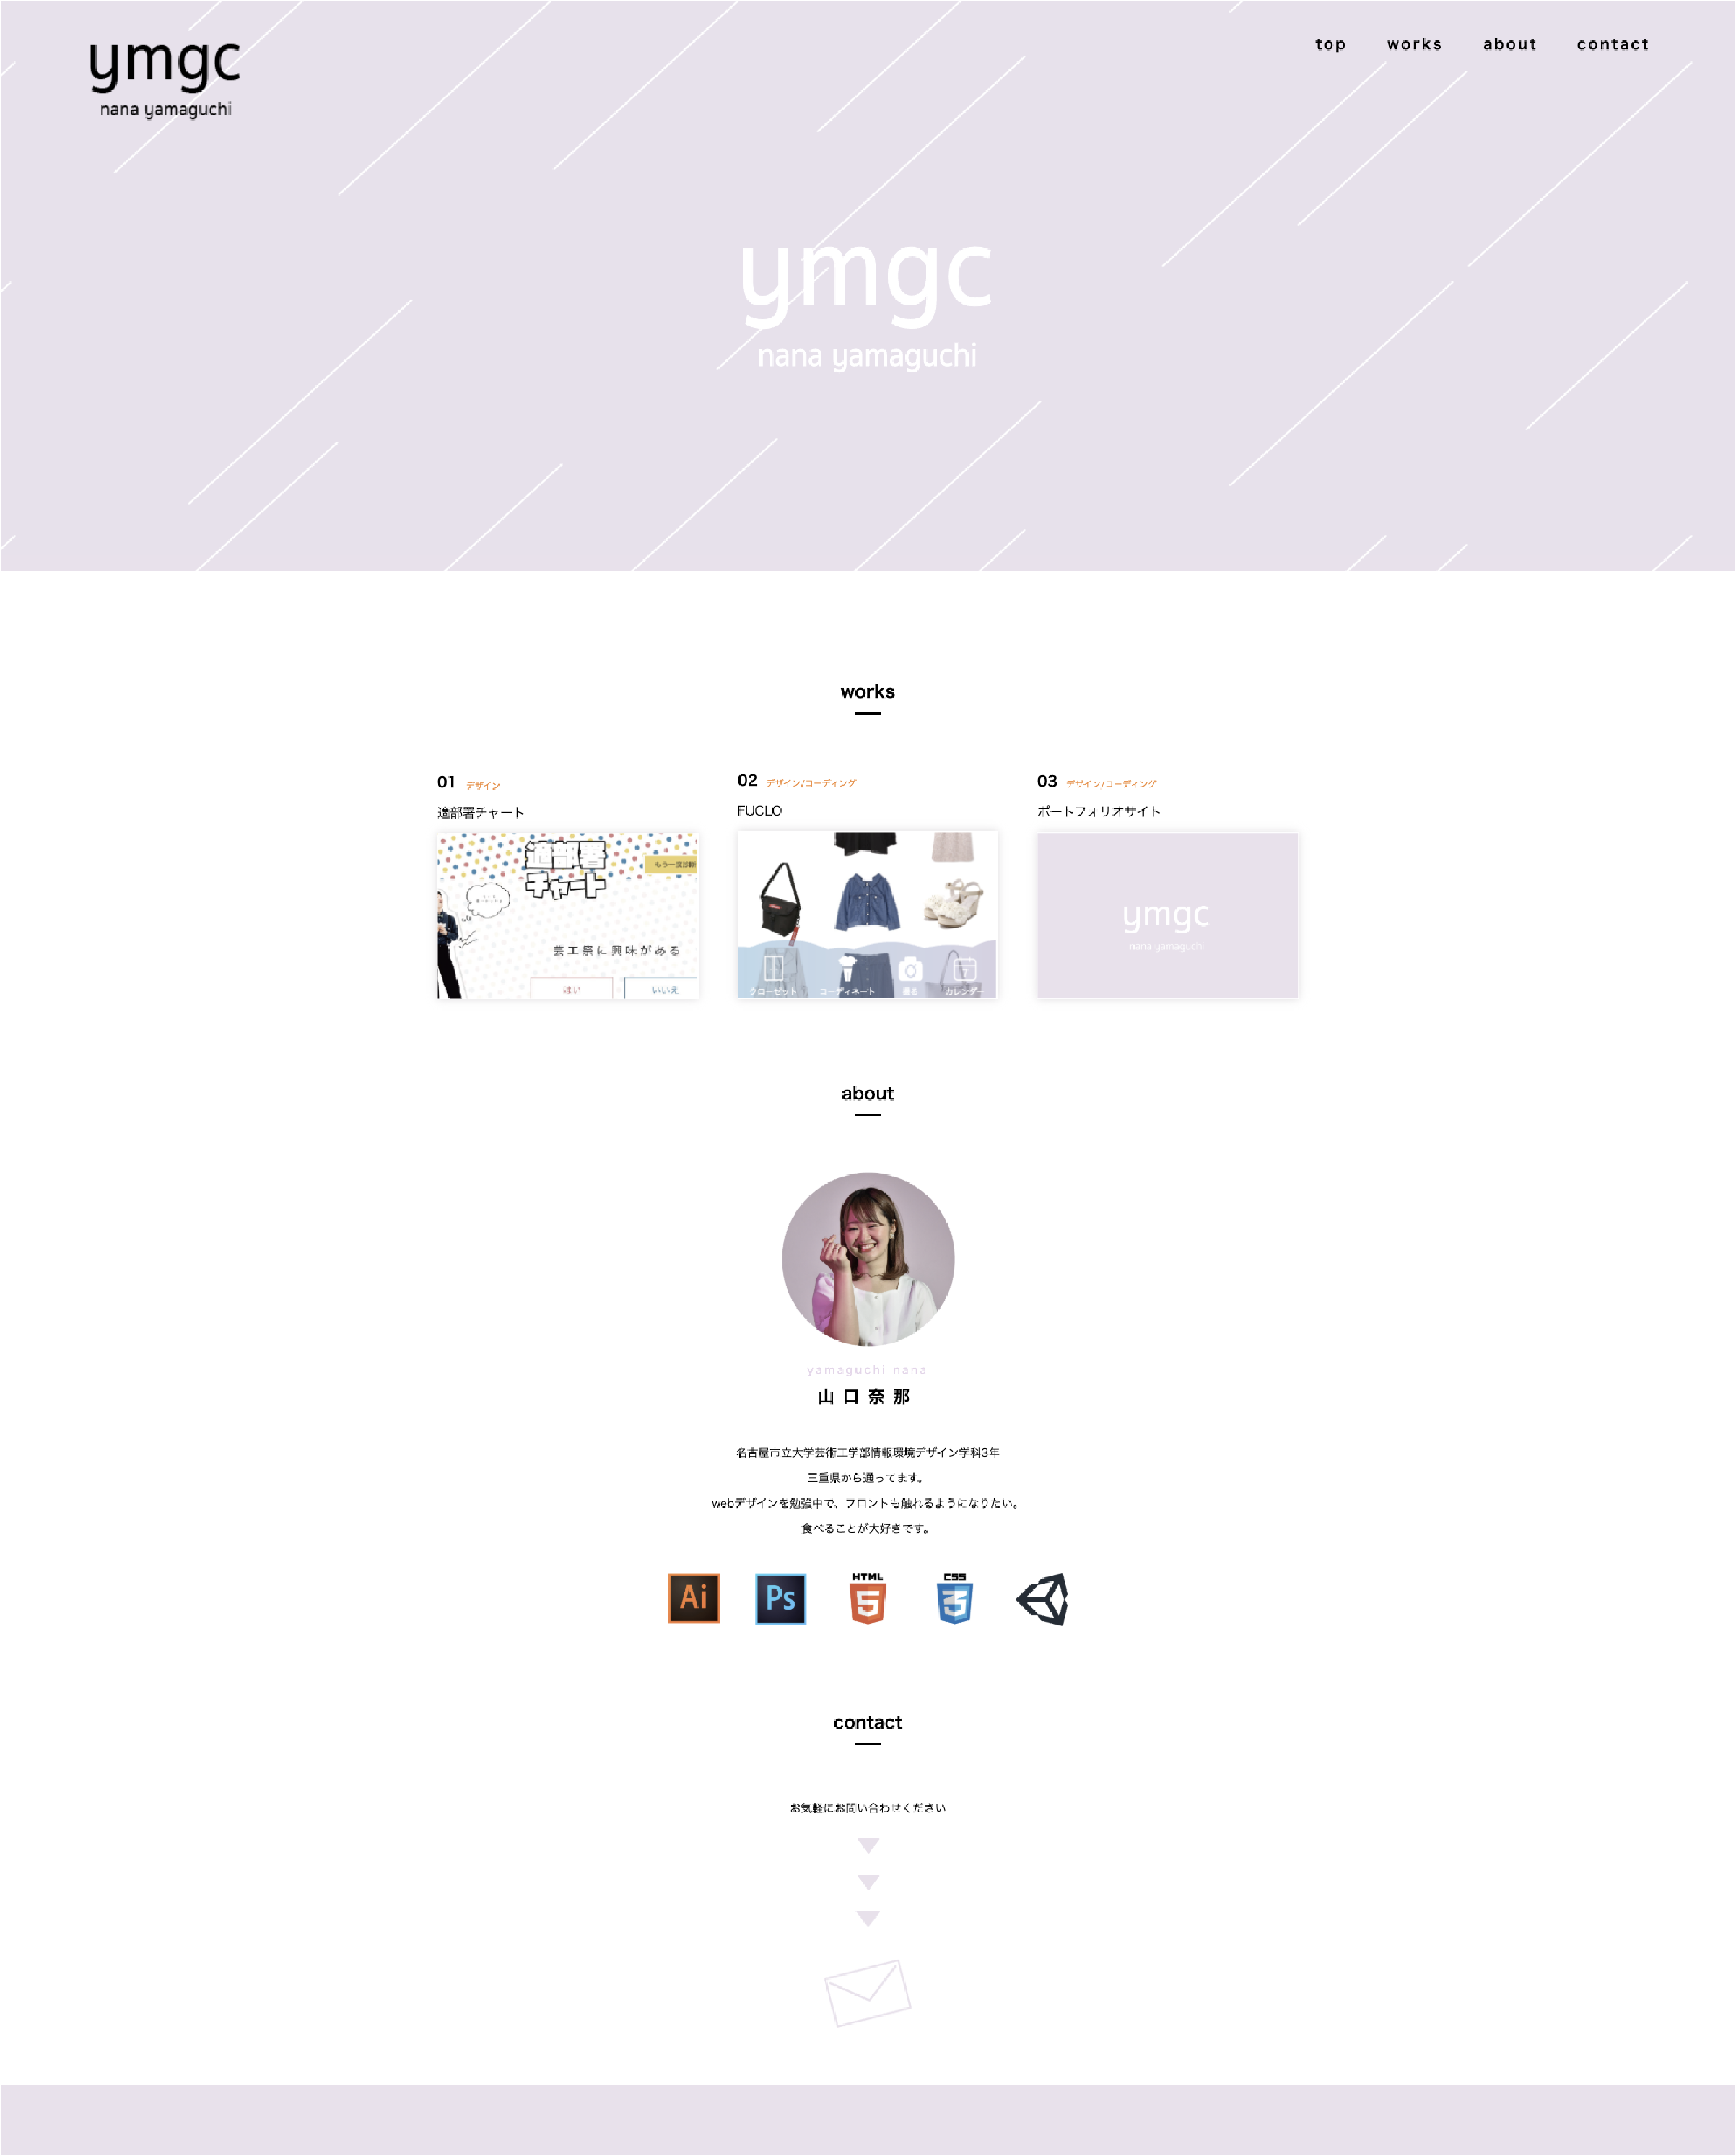 ymgc
nana yamaguchi
top works about contact
ymgc
nana yamaguchi
works
01 デザイン
適部署チャート
適部署
チャート
もう一度診断
芸工祭に興味がある
はい いいえ
02 デザイン/コーディング
FUCLO
クローゼット コーディネート 撮る カレンダー
03 デザイン/コーディング
ポートフォリオサイト
ymgc
nana yamaguchi
about
yamaguchi nana
山口奈那
名古屋市立大学芸術工学部情報環境デザイン学科3年
三重県から通ってます。
webデザインを勉強中で、フロントも触れるようになりたい。
食べることが大好きです。
Ai Ps HTML 5 CSS 3
contact
お気軽にお問い合わせください